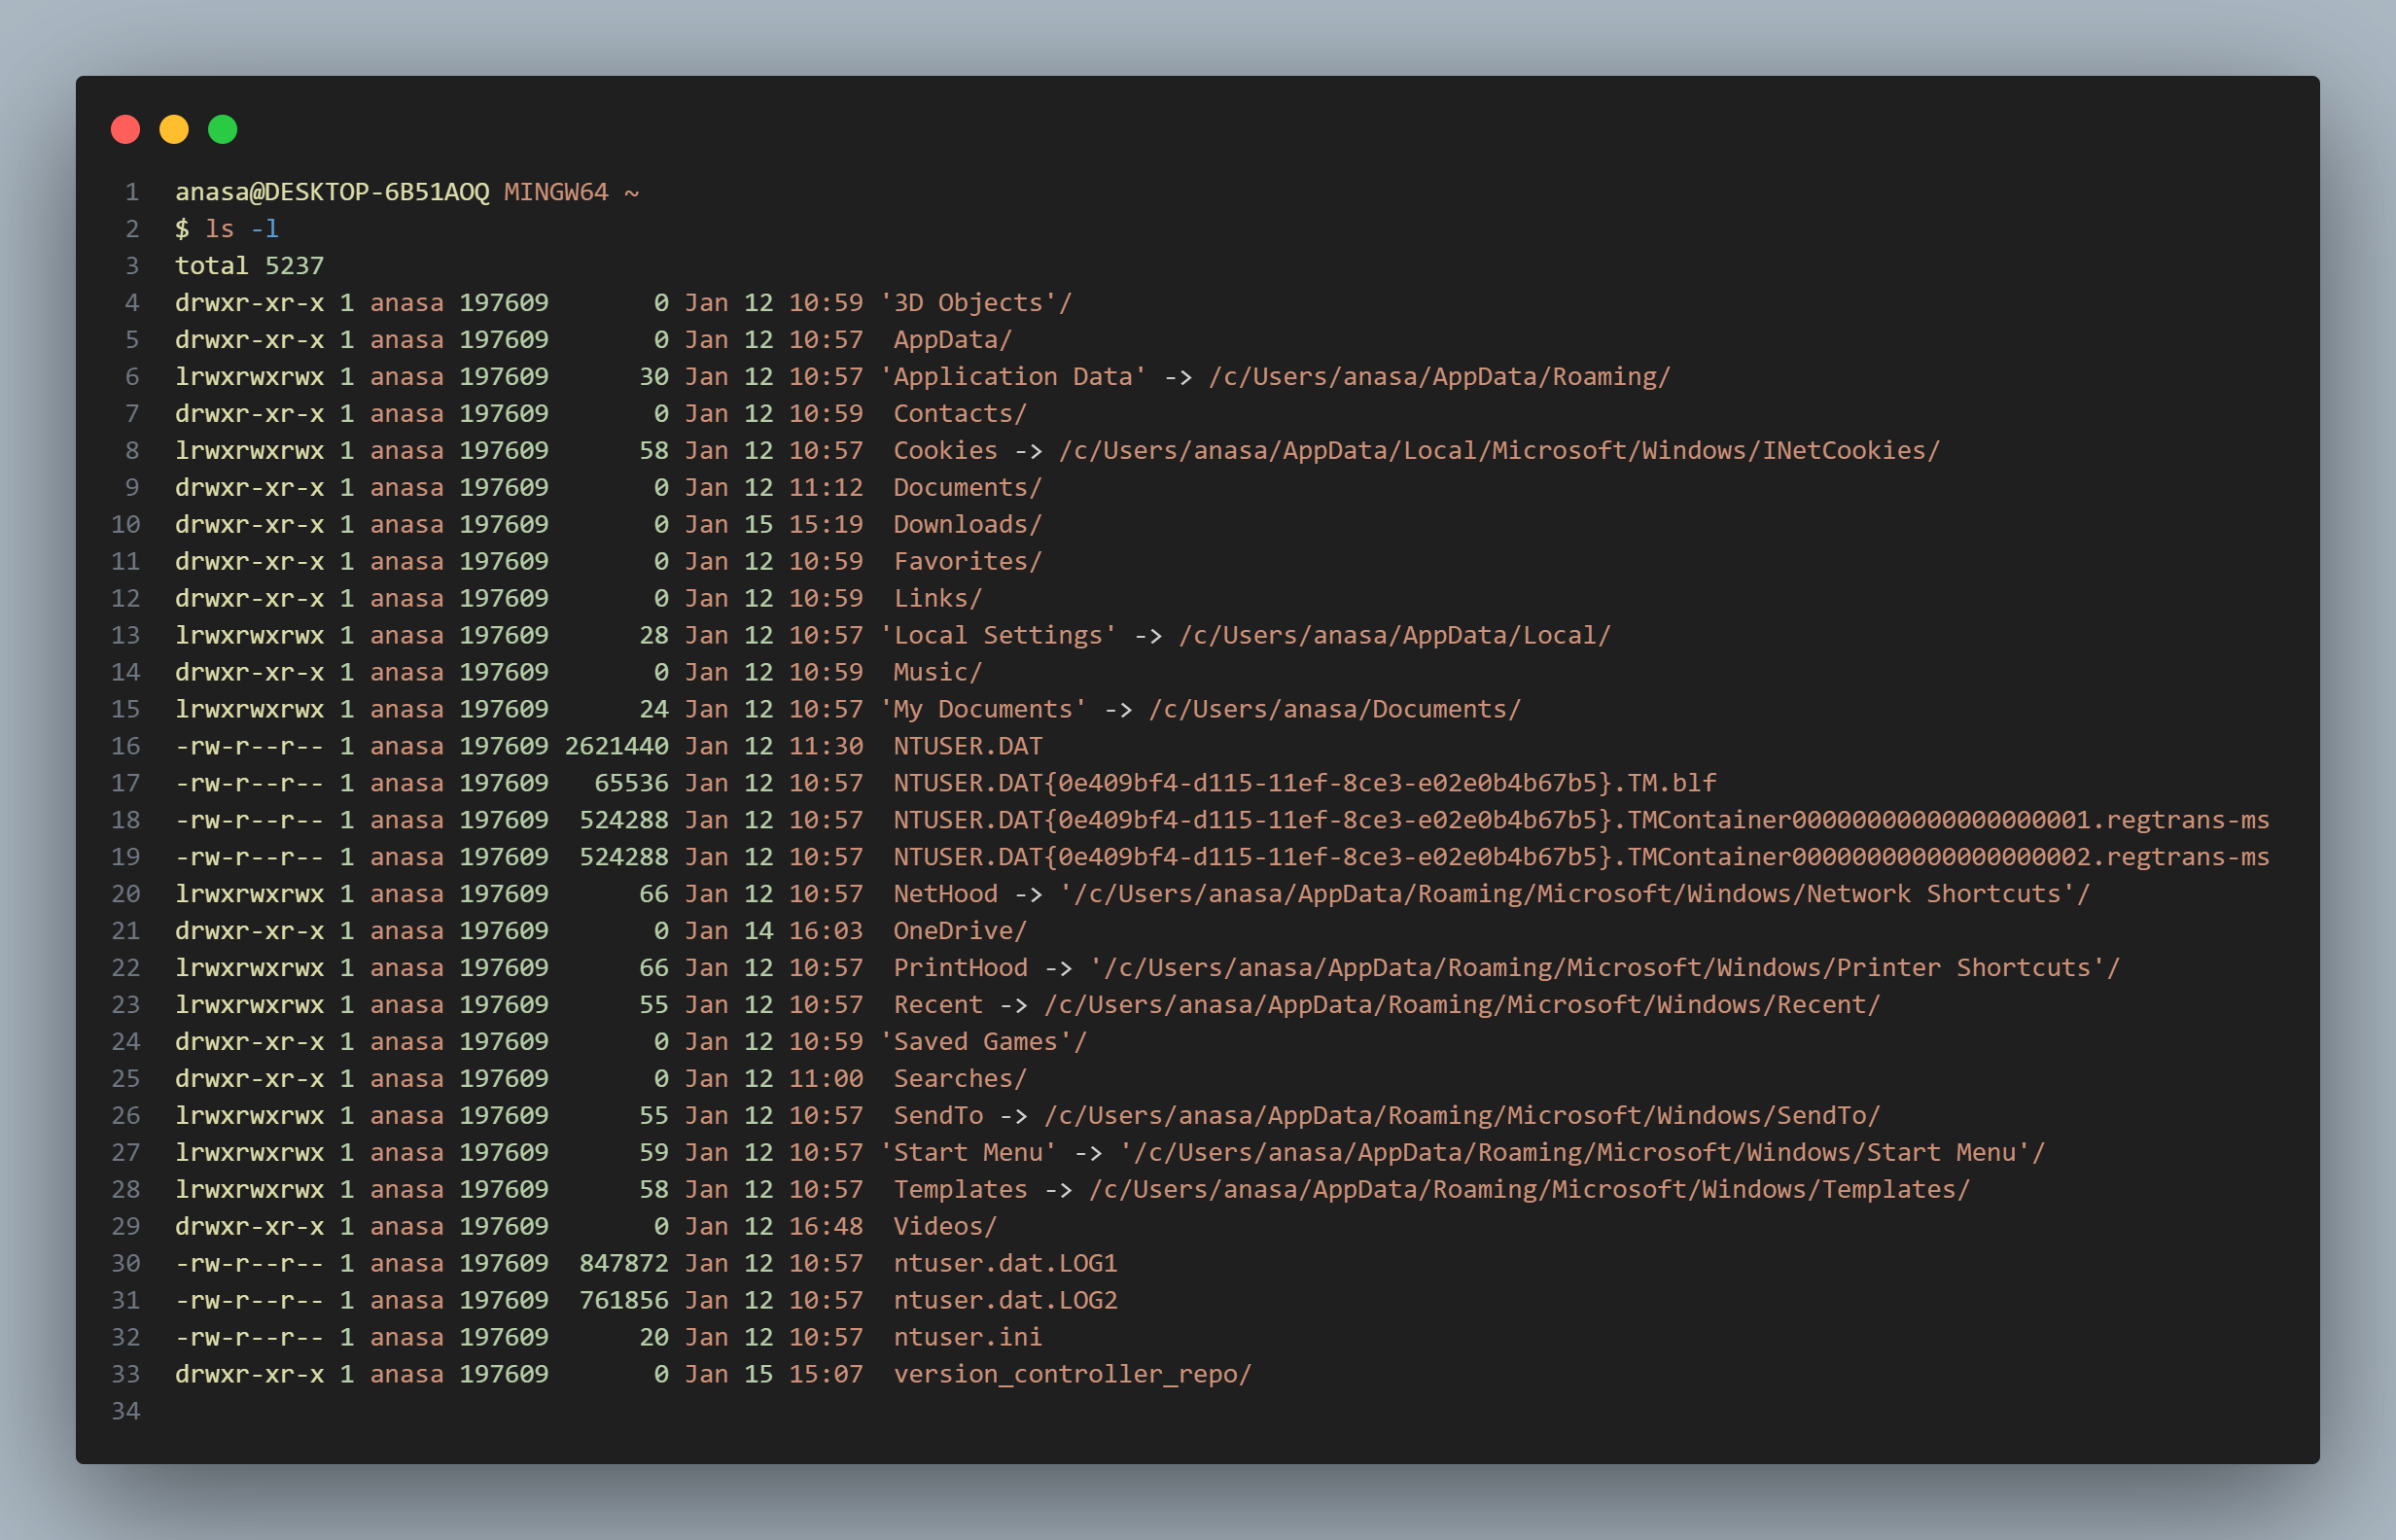 1 anasa@DESKTOP-6B51AOQ MINGW64 ~
2 $ ls -l
3 total 5237
4 drwxr-xr-x 1 anasa 197609       0 Jan 12 10:59 '3D Objects'/
5 drwxr-xr-x 1 anasa 197609       0 Jan 12 10:57  AppData/
6 lrwxrwxrwx 1 anasa 197609      30 Jan 12 10:57 'Application Data' -> /c/Users/anasa/AppData/Roaming/
7 drwxr-xr-x 1 anasa 197609       0 Jan 12 10:59  Contacts/
8 lrwxrwxrwx 1 anasa 197609      58 Jan 12 10:57  Cookies -> /c/Users/anasa/AppData/Local/Microsoft/Windows/INetCookies/
9 drwxr-xr-x 1 anasa 197609       0 Jan 12 11:12  Documents/
10 drwxr-xr-x 1 anasa 197609       0 Jan 15 15:19  Downloads/
11 drwxr-xr-x 1 anasa 197609       0 Jan 12 10:59  Favorites/
12 drwxr-xr-x 1 anasa 197609       0 Jan 12 10:59  Links/
13 lrwxrwxrwx 1 anasa 197609      28 Jan 12 10:57 'Local Settings' -> /c/Users/anasa/AppData/Local/
14 drwxr-xr-x 1 anasa 197609       0 Jan 12 10:59  Music/
15 lrwxrwxrwx 1 anasa 197609      24 Jan 12 10:57 'My Documents' -> /c/Users/anasa/Documents/
16 -rw-r--r-- 1 anasa 197609 2621440 Jan 12 11:30  NTUSER.DAT
17 -rw-r--r-- 1 anasa 197609   65536 Jan 12 10:57  NTUSER.DAT{0e409bf4-d115-11ef-8ce3-e02e0b4b67b5}.TM.blf
18 -rw-r--r-- 1 anasa 197609  524288 Jan 12 10:57  NTUSER.DAT{0e409bf4-d115-11ef-8ce3-e02e0b4b67b5}.TMContainer00000000000000000001.regtrans-ms
19 -rw-r--r-- 1 anasa 197609  524288 Jan 12 10:57  NTUSER.DAT{0e409bf4-d115-11ef-8ce3-e02e0b4b67b5}.TMContainer00000000000000000002.regtrans-ms
20 lrwxrwxrwx 1 anasa 197609      66 Jan 12 10:57  NetHood -> '/c/Users/anasa/AppData/Roaming/Microsoft/Windows/Network Shortcuts'/
21 drwxr-xr-x 1 anasa 197609       0 Jan 14 16:03  OneDrive/
22 lrwxrwxrwx 1 anasa 197609      66 Jan 12 10:57  PrintHood -> '/c/Users/anasa/AppData/Roaming/Microsoft/Windows/Printer Shortcuts'/
23 lrwxrwxrwx 1 anasa 197609      55 Jan 12 10:57  Recent -> /c/Users/anasa/AppData/Roaming/Microsoft/Windows/Recent/
24 drwxr-xr-x 1 anasa 197609       0 Jan 12 10:59 'Saved Games'/
25 drwxr-xr-x 1 anasa 197609       0 Jan 12 11:00  Searches/
26 lrwxrwxrwx 1 anasa 197609      55 Jan 12 10:57  SendTo -> /c/Users/anasa/AppData/Roaming/Microsoft/Windows/SendTo/
27 lrwxrwxrwx 1 anasa 197609      59 Jan 12 10:57 'Start Menu' -> '/c/Users/anasa/AppData/Roaming/Microsoft/Windows/Start Menu'/
28 lrwxrwxrwx 1 anasa 197609      58 Jan 12 10:57  Templates -> /c/Users/anasa/AppData/Roaming/Microsoft/Windows/Templates/
29 drwxr-xr-x 1 anasa 197609       0 Jan 12 16:48  Videos/
30 -rw-r--r-- 1 anasa 197609  847872 Jan 12 10:57  ntuser.dat.LOG1
31 -rw-r--r-- 1 anasa 197609  761856 Jan 12 10:57  ntuser.dat.LOG2
32 -rw-r--r-- 1 anasa 197609      20 Jan 12 10:57  ntuser.ini
33 drwxr-xr-x 1 anasa 197609       0 Jan 15 15:07  version_controller_repo/
34